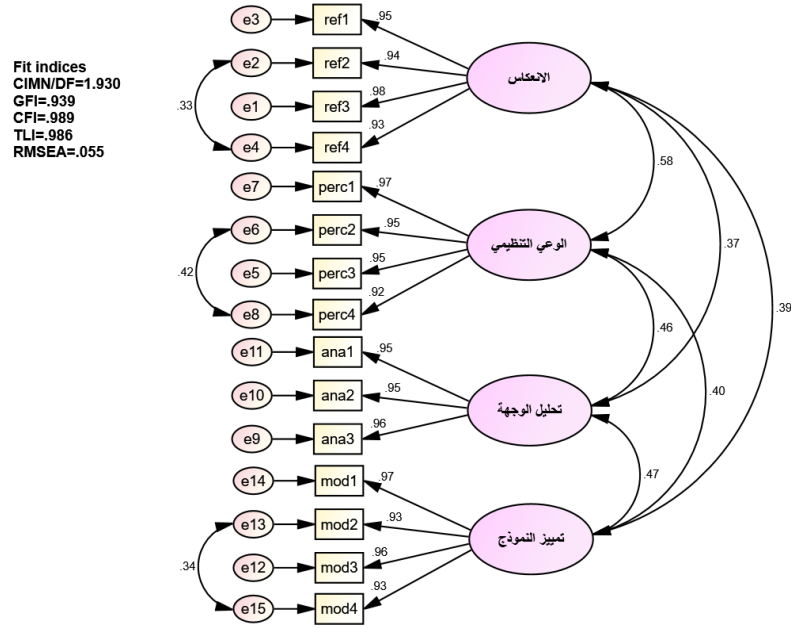 Fit indices
CIMN/DF=1.930
GFI=.939
CFI=.989
TLI=.986
RMSEA=.055
e3
ref1
.95
e2
ref2
.94
e1
ref3
.98
e4
ref4
.93
.33
الانعكاس
e7
perc1
.97
e6
perc2
.95
e5
perc3
.95
e8
perc4
.92
.42
الوعي التنظيمي
e11
ana1
.95
e10
ana2
.95
e9
ana3
.96
تحليل الوجهة
e14
mod1
.97
e13
mod2
.93
e12
mod3
.96
e15
mod4
.93
.34
تمييز النموذج
.58
.37
.39
.46
.40
.47